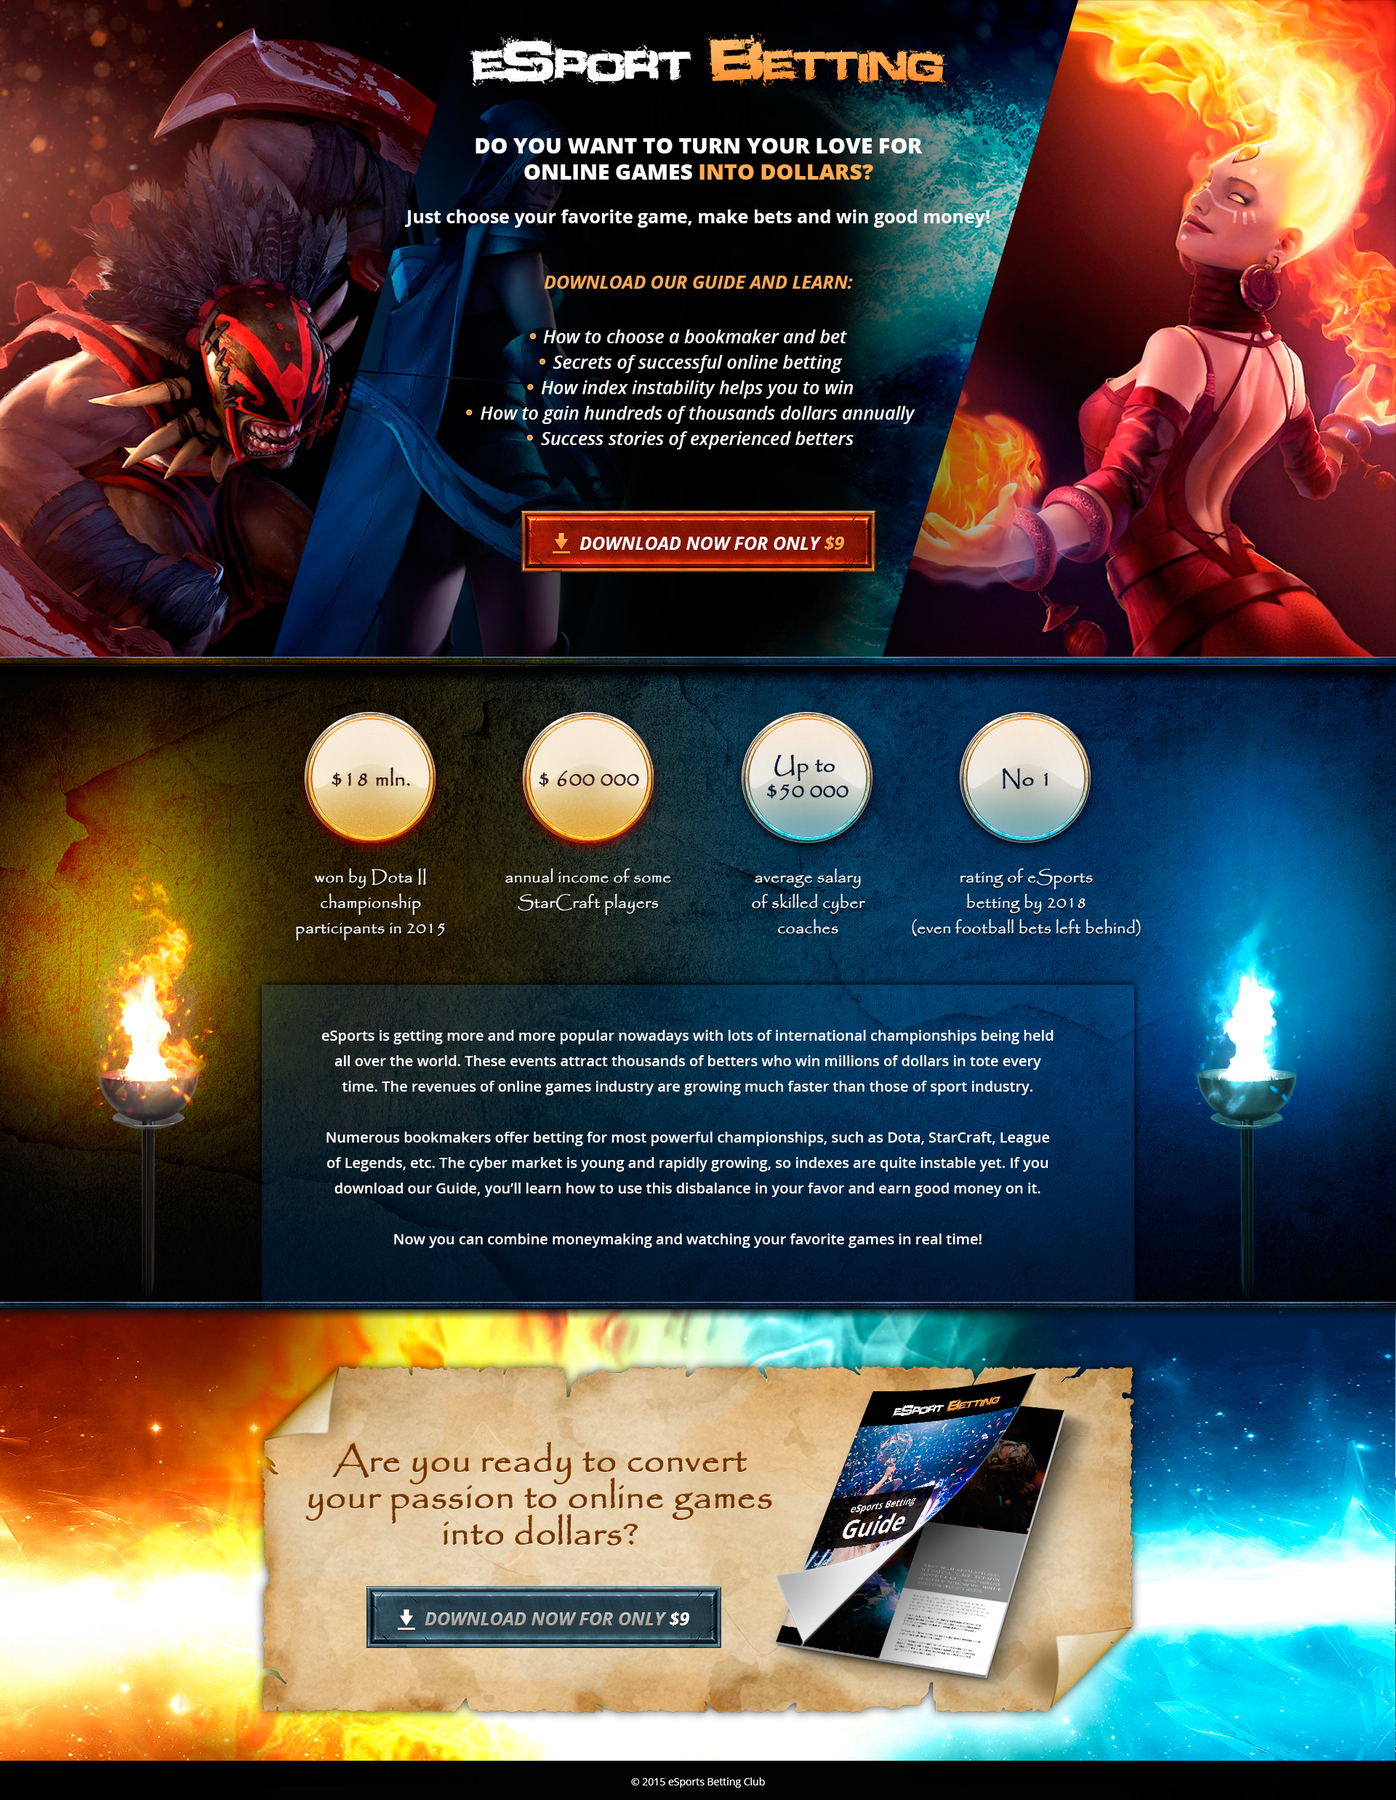 eSport Betting
DO YOU WANT TO TURN YOUR LOVE FOR
ONLINE GAMES INTO DOLLARS?
Just choose your favorite game, make bets and win good money!
DOWNLOAD OUR GUIDE AND LEARN:
• How to choose a bookmaker and bet
• Secrets of successful online betting
• How index instability helps you to win
• How to gain hundreds of thousands dollars annually
• Success stories of experienced betters
DOWNLOAD NOW FOR ONLY $9
$18 mln.
won by Dota II
championship
participants in 2015
$ 600 000
annual income of some
StarCraft players
Up to
$50 000
average salary
of skilled cyber
coaches
No 1
rating of eSports
betting by 2018
(even football bets left behind)
eSports is getting more and more popular nowadays with lots of international championships being held
all over the world. These events attract thousands of betters who win millions of dollars in tote every
time. The revenues of online games industry are growing much faster than those of sport industry.
Numerous bookmakers offer betting for most powerful championships, such as Dota, StarCraft, League
of Legends, etc. The cyber market is young and rapidly growing, so indexes are quite instable yet. If you
download our Guide, you’ll learn how to use this disbalance in your favor and earn good money on it.
Now you can combine moneymaking and watching your favorite games in real time!
Are you ready to convert
your passion to online games
into dollars?
DOWNLOAD NOW FOR ONLY $9
eSport Betting
eSports Betting
Guide
© 2015 eSports Betting Club